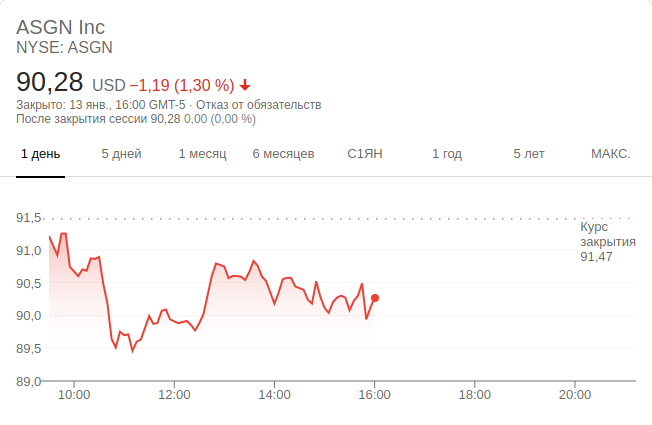 ASGN Inc
NYSE: ASGN
90,28 USD −1,19 (1,30 %)
Закрыто: 13 янв., 16:00 GMT-5 · Отказ от обязательств
После закрытия сессии 90,28 0,00 (0,00 %)
1 день 5 дней 1 месяц 6 месяцев С1ЯН 1 год 5 лет МАКС.
91,5
Курс
закрытия
91,47
91,0
90,5
90,0
89,5
89,0
10:00 12:00 14:00 16:00 18:00 20:00